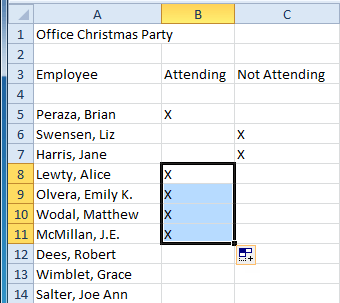 A B C
1 Office Christmas Party
2
3 Employee Attending Not Attending
4
5 Peraza, Brian X
6 Swensen, Liz X
7 Harris, Jane X
8 Lewty, Alice X
9 Olvera, Emily K. X
10 Wodal, Matthew X
11 McMillan, J.E. X
12 Dees, Robert
13 Wimblet, Grace
14 Salter, Joe Ann